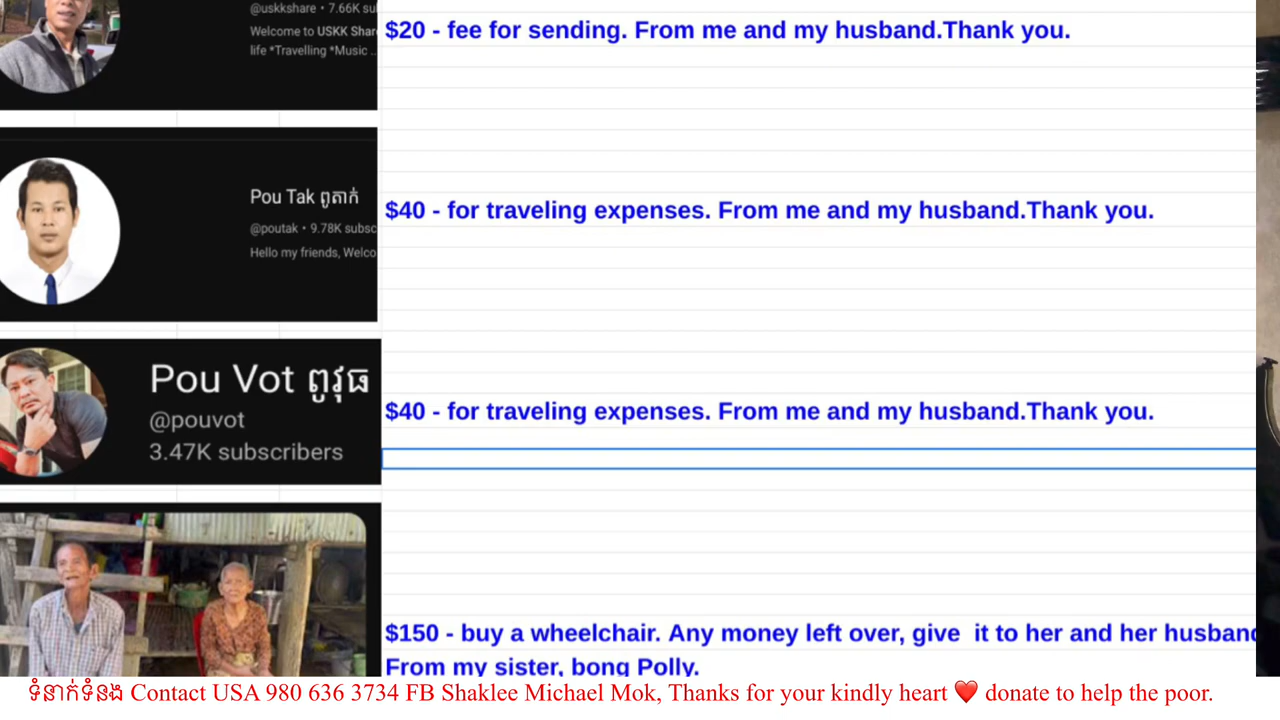 @uskkshare • 7.66K su
Welcome to USKK Shar
life *Travelling *Music ...
$20 - fee for sending. From me and my husband.Thank you.
Pou Tak ពូតាក់
@poutak • 9.78K subsc
Hello my friends, Welco
$40 - for traveling expenses. From me and my husband.Thank you.
Pou Vot ពូវុធ
@pouvot
3.47K subscribers
$40 - for traveling expenses. From me and my husband.Thank you.
$150 - buy a wheelchair. Any money left over, give  it to her and her husband
From my sister, bong Polly.
ទំនាក់ទំនង Contact USA 980 636 3734 FB Shaklee Michael Mok, Thanks for your kindly heart ❤️ donate to help the poor.